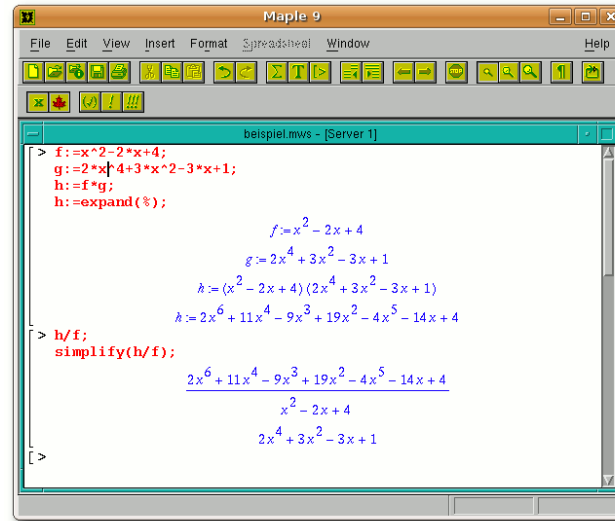 Maple 9
File Edit View Insert Format Spreadsheet Window Help
STOP
beispiel.mws - [Server 1]
[ > f:=x^2-2*x+4;
g:=2*x^4+3*x^2-3*x+1;
h:=f*g;
h:=expand(%);
f := x² − 2x + 4
g := 2x⁴ + 3x² − 3x + 1
h := (x² − 2x + 4) (2x⁴ + 3x² − 3x + 1)
h := 2x⁶ + 11x⁴ − 9x³ + 19x² − 4x⁵ − 14x + 4
[ > h/f;
simplify(h/f);
2x⁶ + 11x⁴ − 9x³ + 19x² − 4x⁵ − 14x + 4
x² − 2x + 4
2x⁴ + 3x² − 3x + 1
[ >